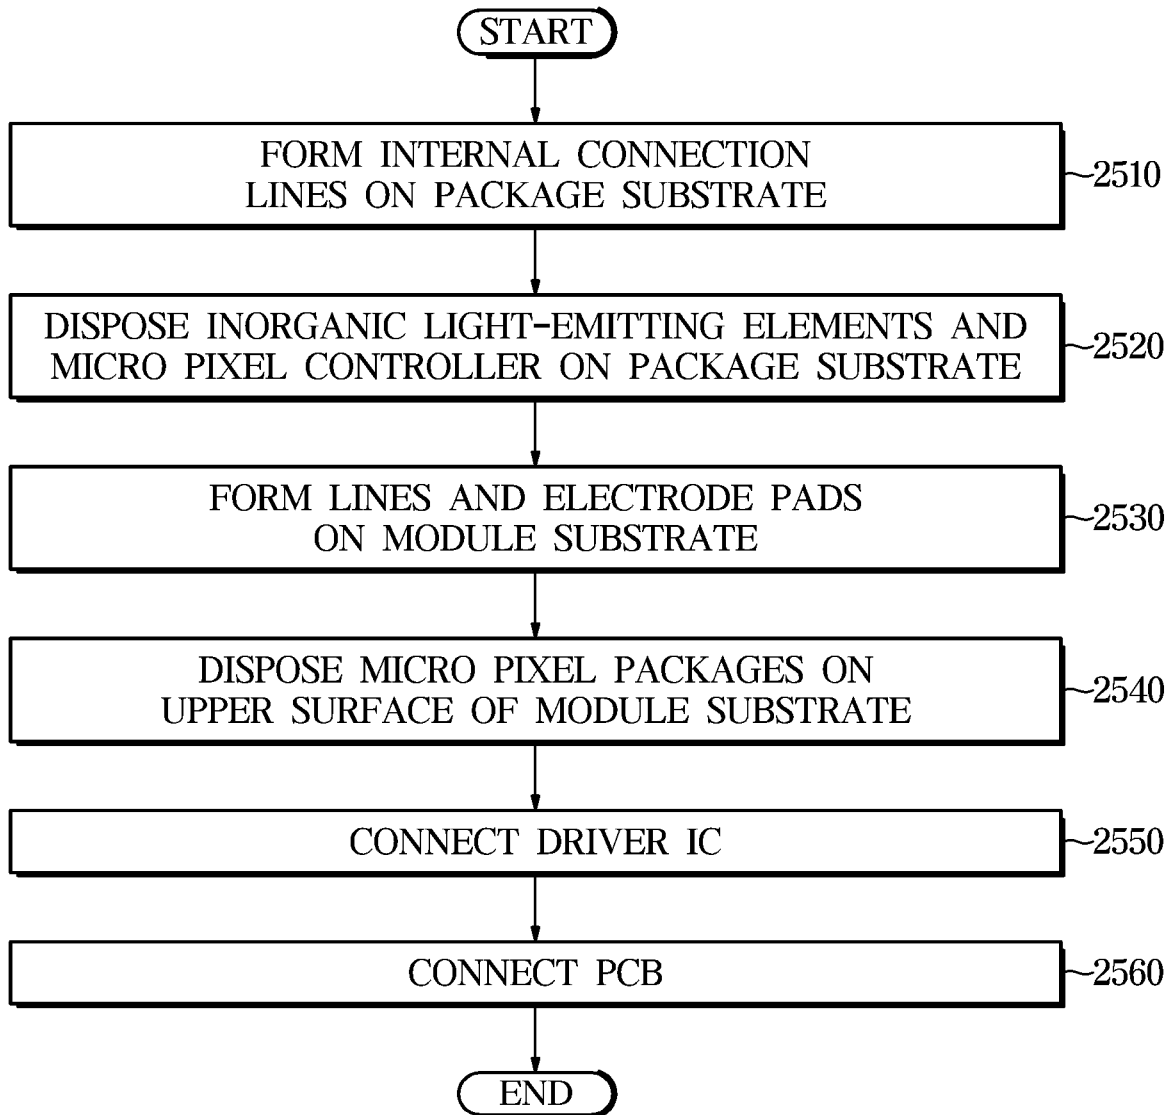 START
FORM INTERNAL CONNECTION
LINES ON PACKAGE SUBSTRATE
2510
DISPOSE INORGANIC LIGHT-EMITTING ELEMENTS AND
MICRO PIXEL CONTROLLER ON PACKAGE SUBSTRATE
2520
FORM LINES AND ELECTRODE PADS
ON MODULE SUBSTRATE
2530
DISPOSE MICRO PIXEL PACKAGES ON
UPPER SURFACE OF MODULE SUBSTRATE
2540
CONNECT DRIVER IC
2550
CONNECT PCB
2560
END